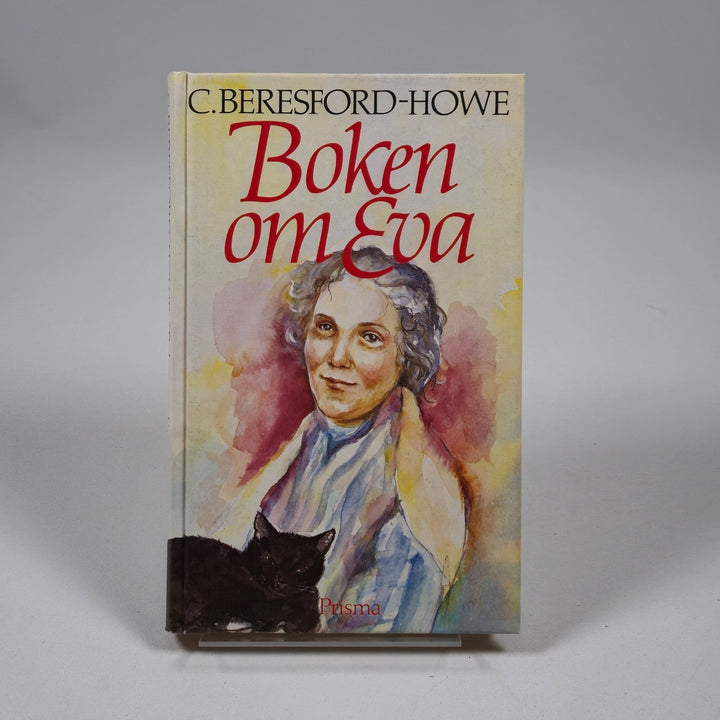 C. BERESFORD-HOWE
Boken
om Eva
Prisma